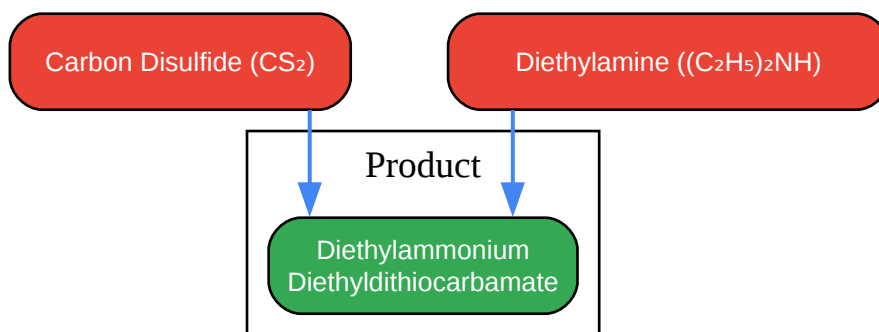 Carbon Disulfide (CS₂)
Diethylamine ((C₂H₅)₂NH)
Product
Diethylammonium
Diethyldithiocarbamate